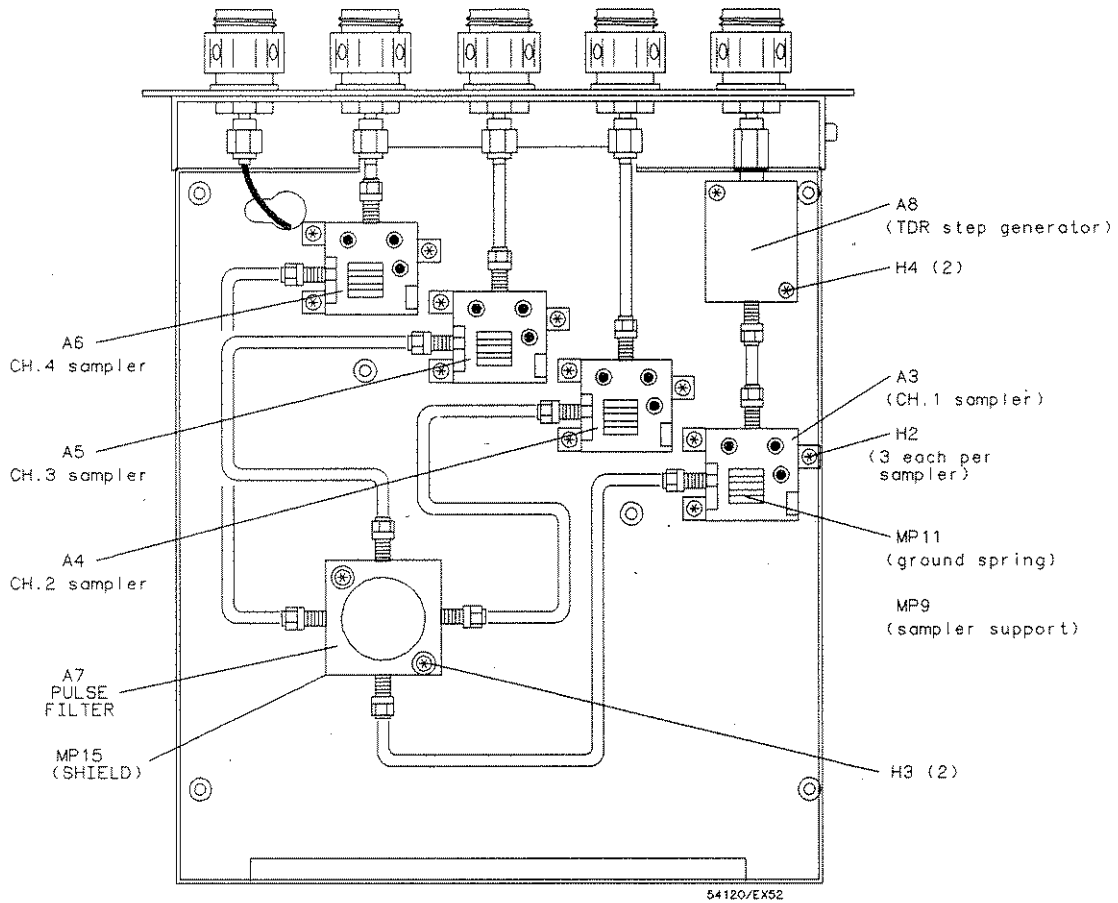 A8
(TDR step generator)
H4 (2)
A6
CH.4 sampler
A3
(CH.1 sampler)
A5
CH.3 sampler
H2
(3 each per
sampler)
A4
CH.2 sampler
MP11
(ground spring)
MP9
(sampler support)
A7
PULSE
FILTER
MP15
(SHIELD)
H3 (2)
54120/EX52